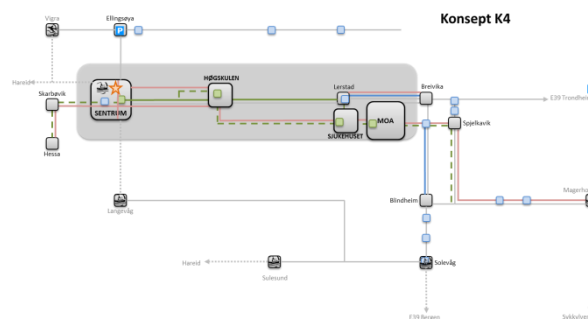 Konsept K4
Vigra
Ellingsøya
HØGSKULEN
Lerstad
Breivika
Hareid
Skarbøvik
SENTRUM
SJUKEHUSET
MOA
E39 Trondheim
Spjelkavik
Hessa
Magerho
Langevåg
Blindheim
Hareid
Sulesund
Solevåg
E39 Bergen
Sykkylven